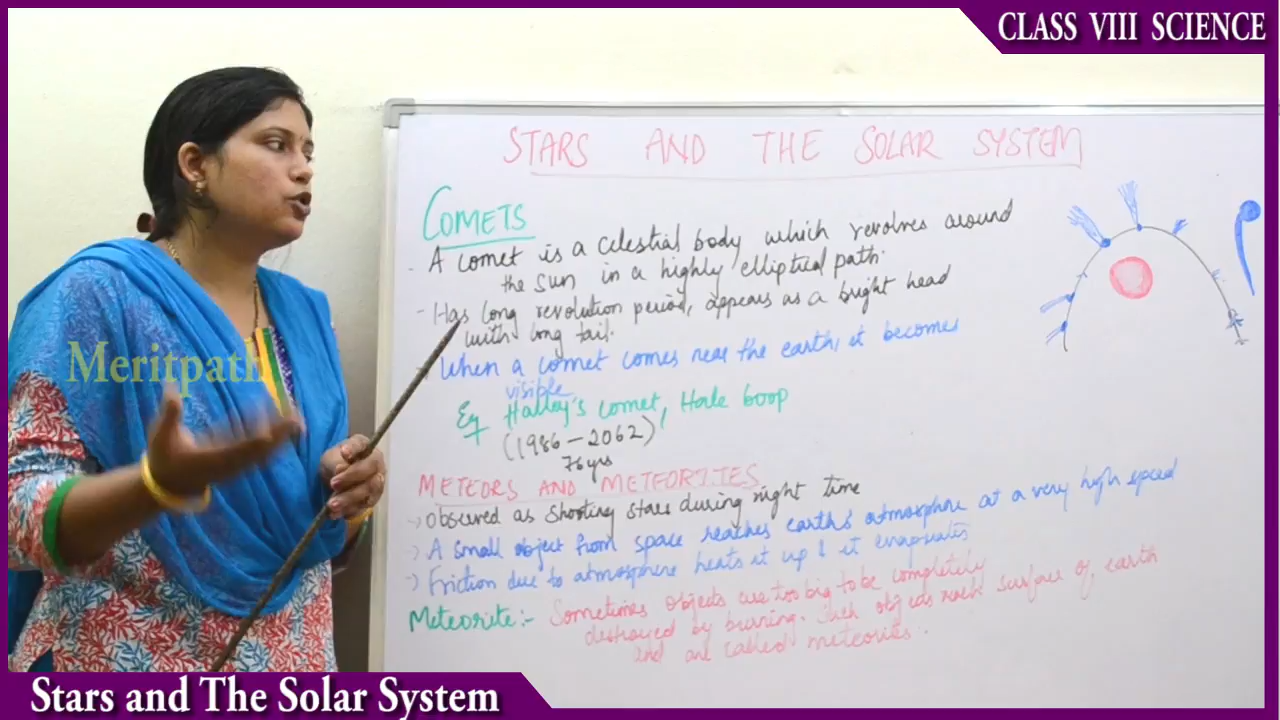 CLASS VIII SCIENCE
STARS AND THE SOLAR SYSTEM
COMETS
- A comet is a celestial body which revolves around
the sun in a highly elliptical path.
- Has long revolution period, appears as a bright head
with long tail.
When a comet comes near the earth, it becomes
visible
Eg Halley's comet, Hale boop
(1986-2062)
76yrs
METEORS AND METEORITIES
-> Observed as shooting stars during night time
-> A small object from space reaches earth's atmosphere at a very high speed
-> Friction due to atmosphere heats it up & it evaporates
Meteorite:- Sometimes objects are too big to be completely
destroyed by burning. Such objects reach surface of earth
and are called meteorites.
Meritpath
Stars and The Solar System